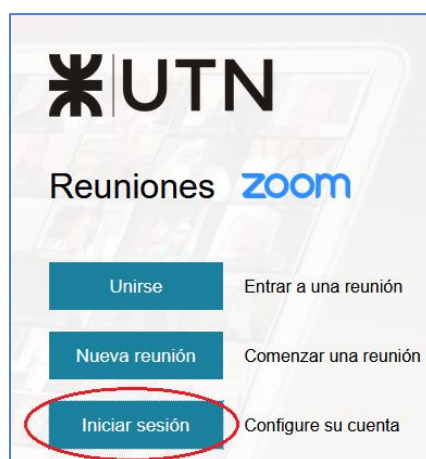 UTN
Reuniones zoom
Unirse Entrar a una reunión
Nueva reunión Comenzar una reunión
Iniciar sesión Configure su cuenta